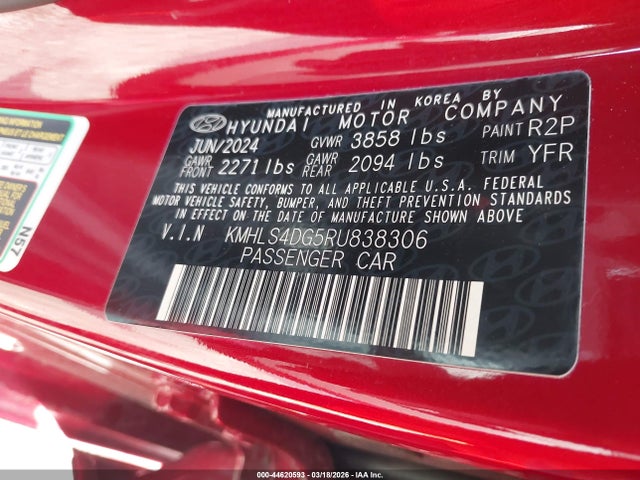 MANUFACTURED IN KOREA BY
HYUNDAI MOTOR COMPANY
JUN/2024 GVWR 3858 lbs PAINT R2P
GAWR FRONT 2271 lbs GAWR REAR 2094 lbs TRIM YFR
THIS VEHICLE CONFORMS TO ALL APPLICABLE U.S.A. FEDERAL
MOTOR VEHICLE SAFETY, BUMPER, AND THEFT PREVENTION STANDARDS
IN EFFECT ON THE DATE OF MANUFACTURE SHOWN ABOVE
V.I.N KMHLS4DG5RU838306
PASSENGER CAR
N57
000-44620593 - 03/18/2026 - IAA Corp.